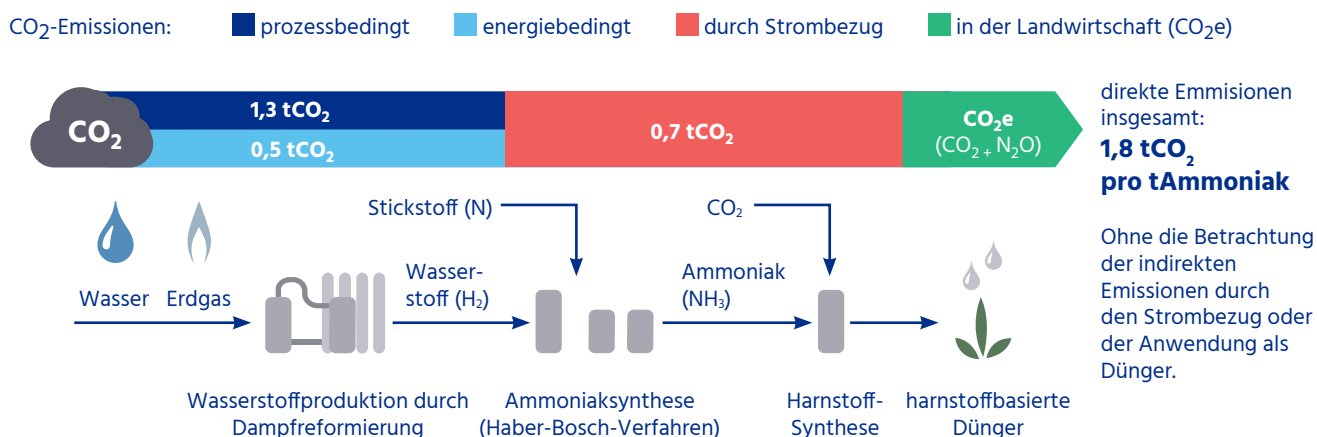 CO₂-Emissionen: prozessbedingt energiebedingt durch Strombezug in der Landwirtschaft (CO₂e)
CO₂
1,3 tCO₂
0,5 tCO₂
0,7 tCO₂
CO₂e
(CO₂ + N₂O)
direkte Emmisionen
insgesamt:
1,8 tCO₂
pro tAmmoniak
Ohne die Betrachtung
der indirekten
Emissionen durch
den Strombezug oder
der Anwendung als
Dünger.
Wasser
Erdgas
Wasserstoffproduktion durch
Dampfreformierung
Wasser-
stoff (H₂)
Stickstoff (N)
Ammoniaksynthese
(Haber-Bosch-Verfahren)
Ammoniak
(NH₃)
CO₂
Harnstoff-
Synthese
harnstoffbasierte
Dünger